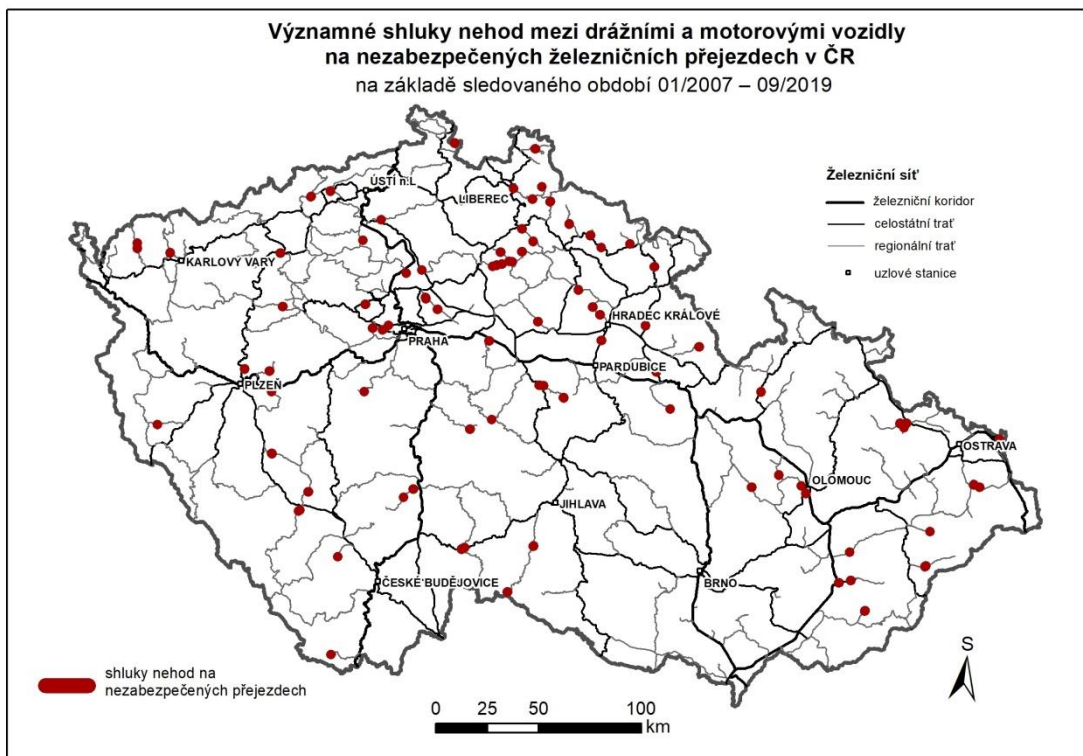 Významné shluky nehod mezi drážními a motorovými vozidly
na nezabezpečených železničních přejezdech v ČR
na základě sledovaného období 01/2007 – 09/2019
Železniční síť
železniční koridor
celostátní trať
regionální trať
uzlové stanice
ÚSTÍ n.L
LIBEREC
KARLOVY VARY
HRADEC KRÁLOVÉ
PRAHA
PARDUBICE
PLZEŇ
OSTRAVA
OLOMOUC
JIHLAVA
BRNO
ČESKÉ BUDĚJOVICE
S
shluky nehod na
nezabezpečených přejezdech
0 25 50 100
km